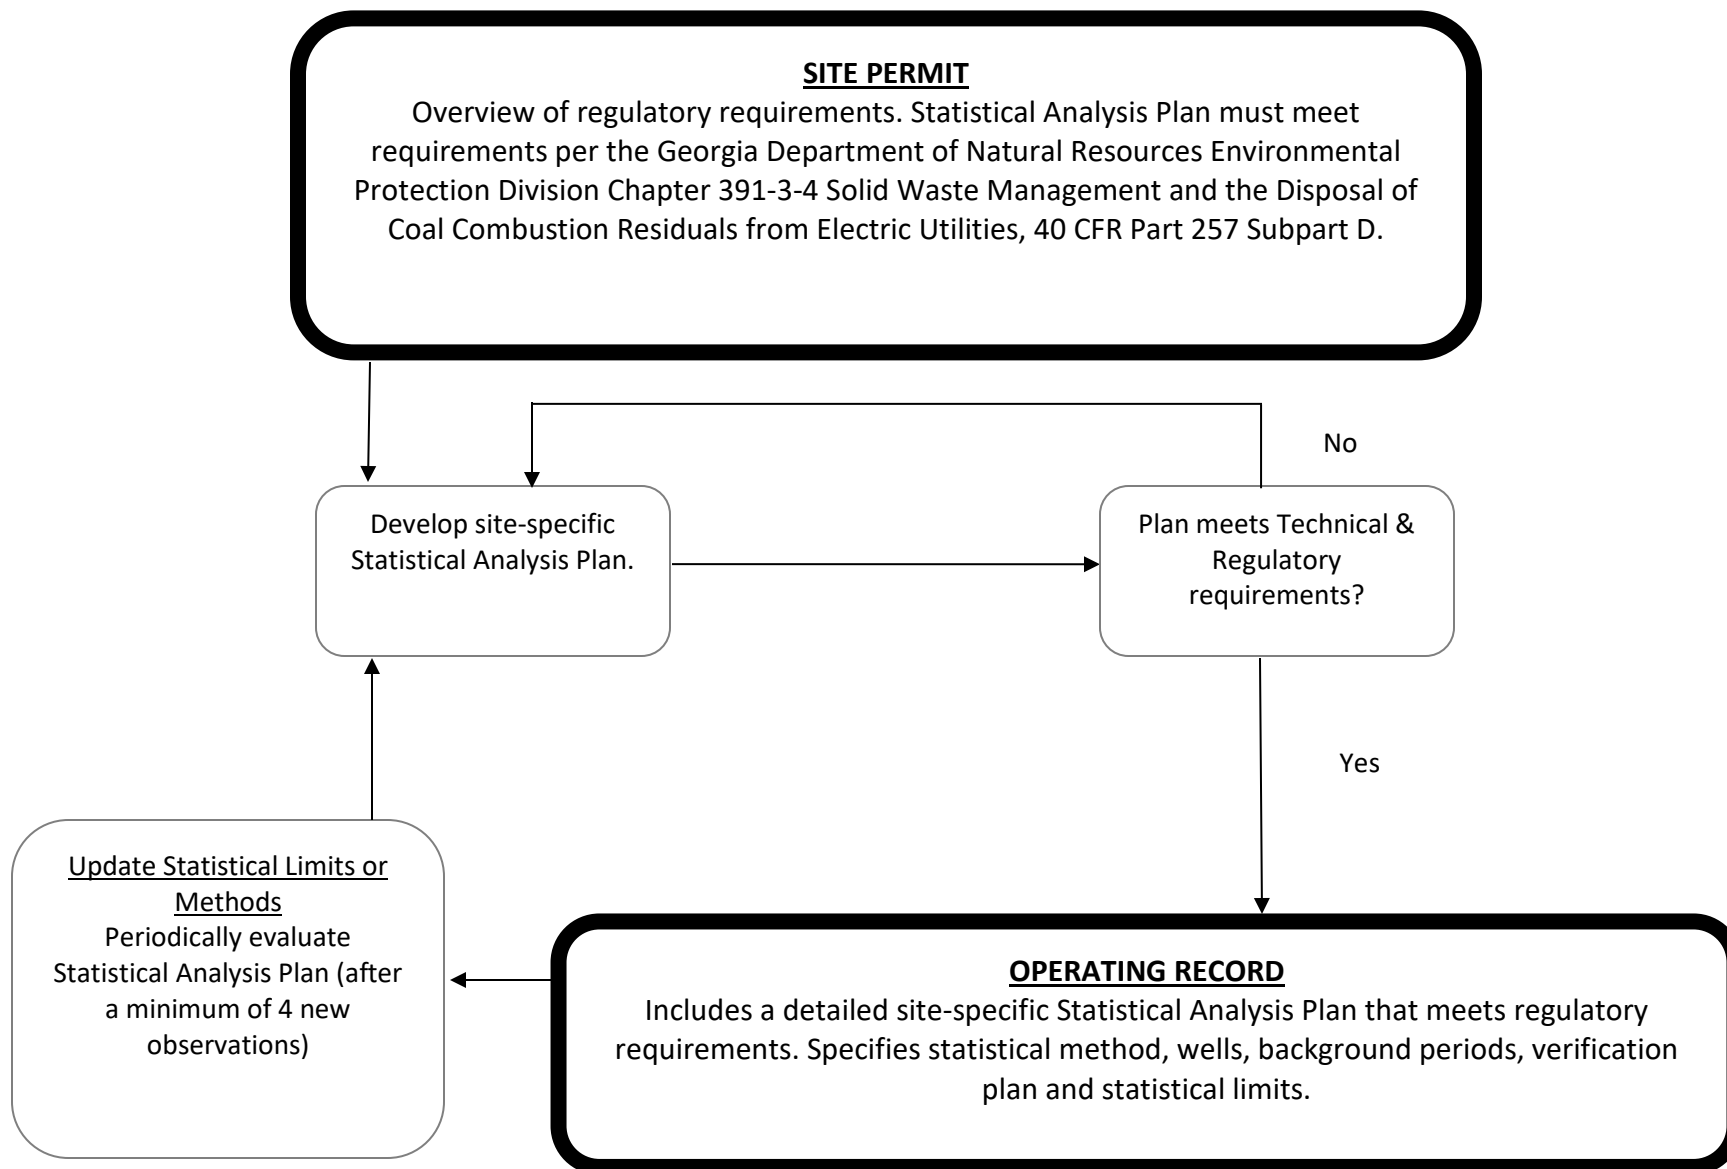 SITE PERMIT
Overview of regulatory requirements. Statistical Analysis Plan must meet
requirements per the Georgia Department of Natural Resources Environmental
Protection Division Chapter 391-3-4 Solid Waste Management and the Disposal of
Coal Combustion Residuals from Electric Utilities, 40 CFR Part 257 Subpart D.
No
Develop site-specific
Statistical Analysis Plan.
Plan meets Technical &
Regulatory
requirements?
Yes
Update Statistical Limits or
Methods
Periodically evaluate
Statistical Analysis Plan (after
a minimum of 4 new
observations)
OPERATING RECORD
Includes a detailed site-specific Statistical Analysis Plan that meets regulatory
requirements. Specifies statistical method, wells, background periods, verification
plan and statistical limits.